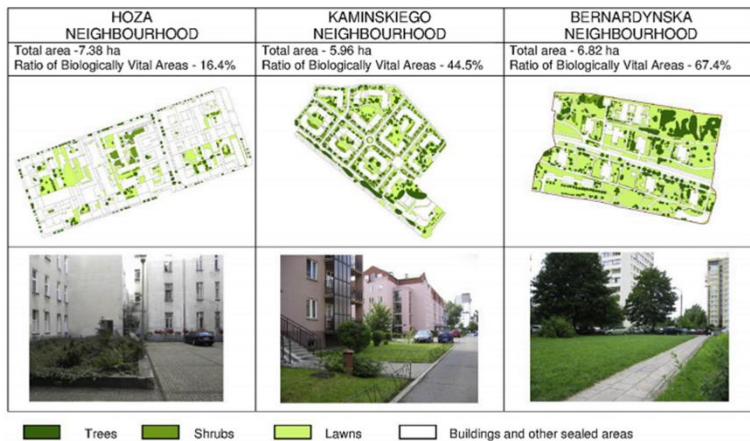 HOZA
NEIGHBOURHOOD
KAMINSKIEGO
NEIGHBOURHOOD
BERNARDYNSKA
NEIGHBOURHOOD
Total area -7.38 ha
Ratio of Biologically Vital Areas - 16.4%
Total area - 5.96 ha
Ratio of Biologically Vital Areas - 44.5%
Total area - 6.82 ha
Ratio of Biologically Vital Areas - 67.4%
Trees
Shrubs
Lawns
Buildings and other sealed areas